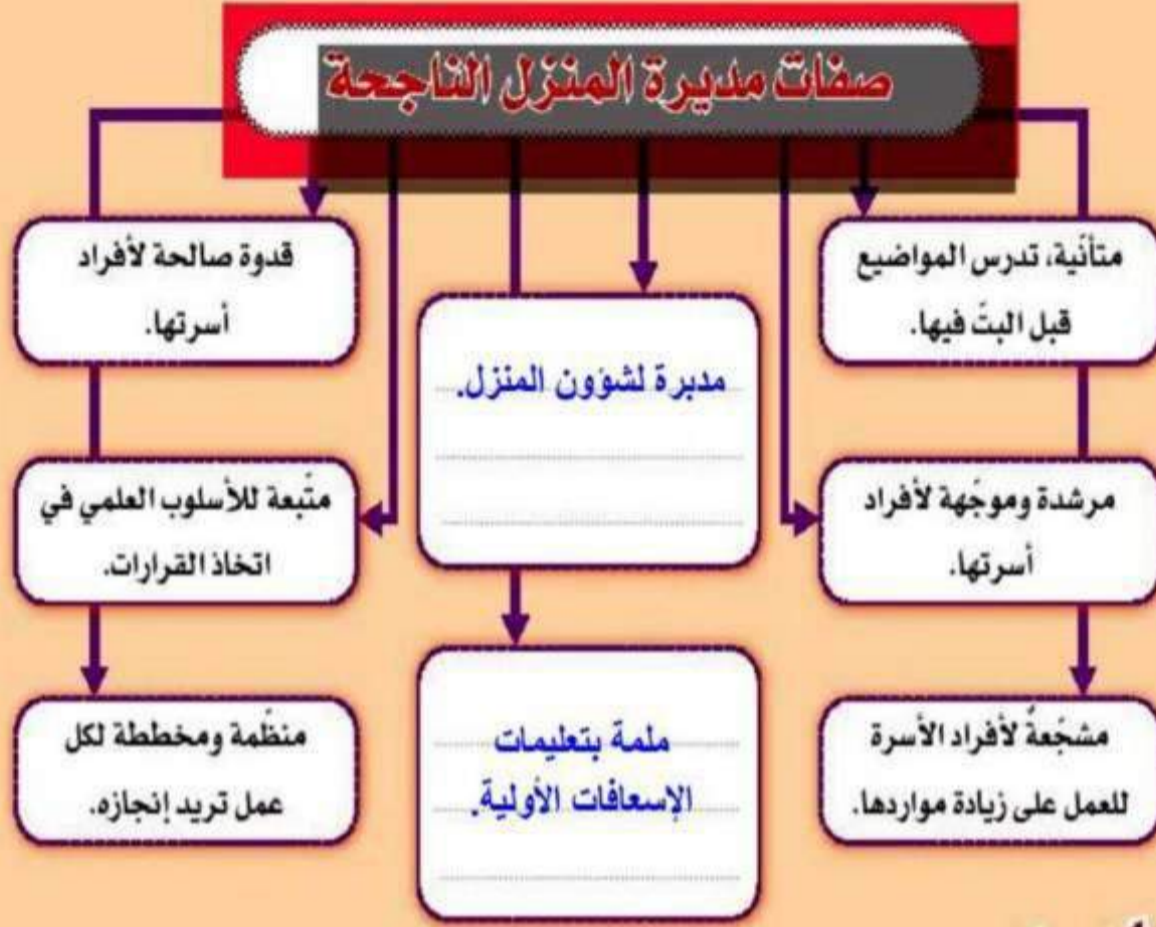 صفات مديرة المنزل الناجحة
متأنّية، تدرس المواضيع
قبل البتّ فيها.
قدوة صالحة لأفراد
أسرتها.
مدبرة لشؤون المنزل.
مرشدة وموجّهة لأفراد
أسرتها.
متّبعة للأسلوب العلمي في
اتخاذ القرارات.
ملمة بتعليمات
الإسعافات الأولية.
مشجّعةٌ لأفراد الأسرة
للعمل على زيادة مواردها.
منظّمة ومخططة لكل
عمل تريد إنجازه.